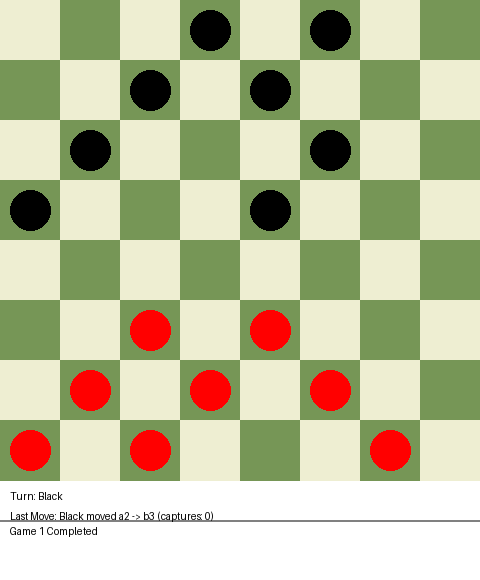 Turn: Black
Last Move: Black moved a2 -> b3 (captures: 0)
Game 1 Completed